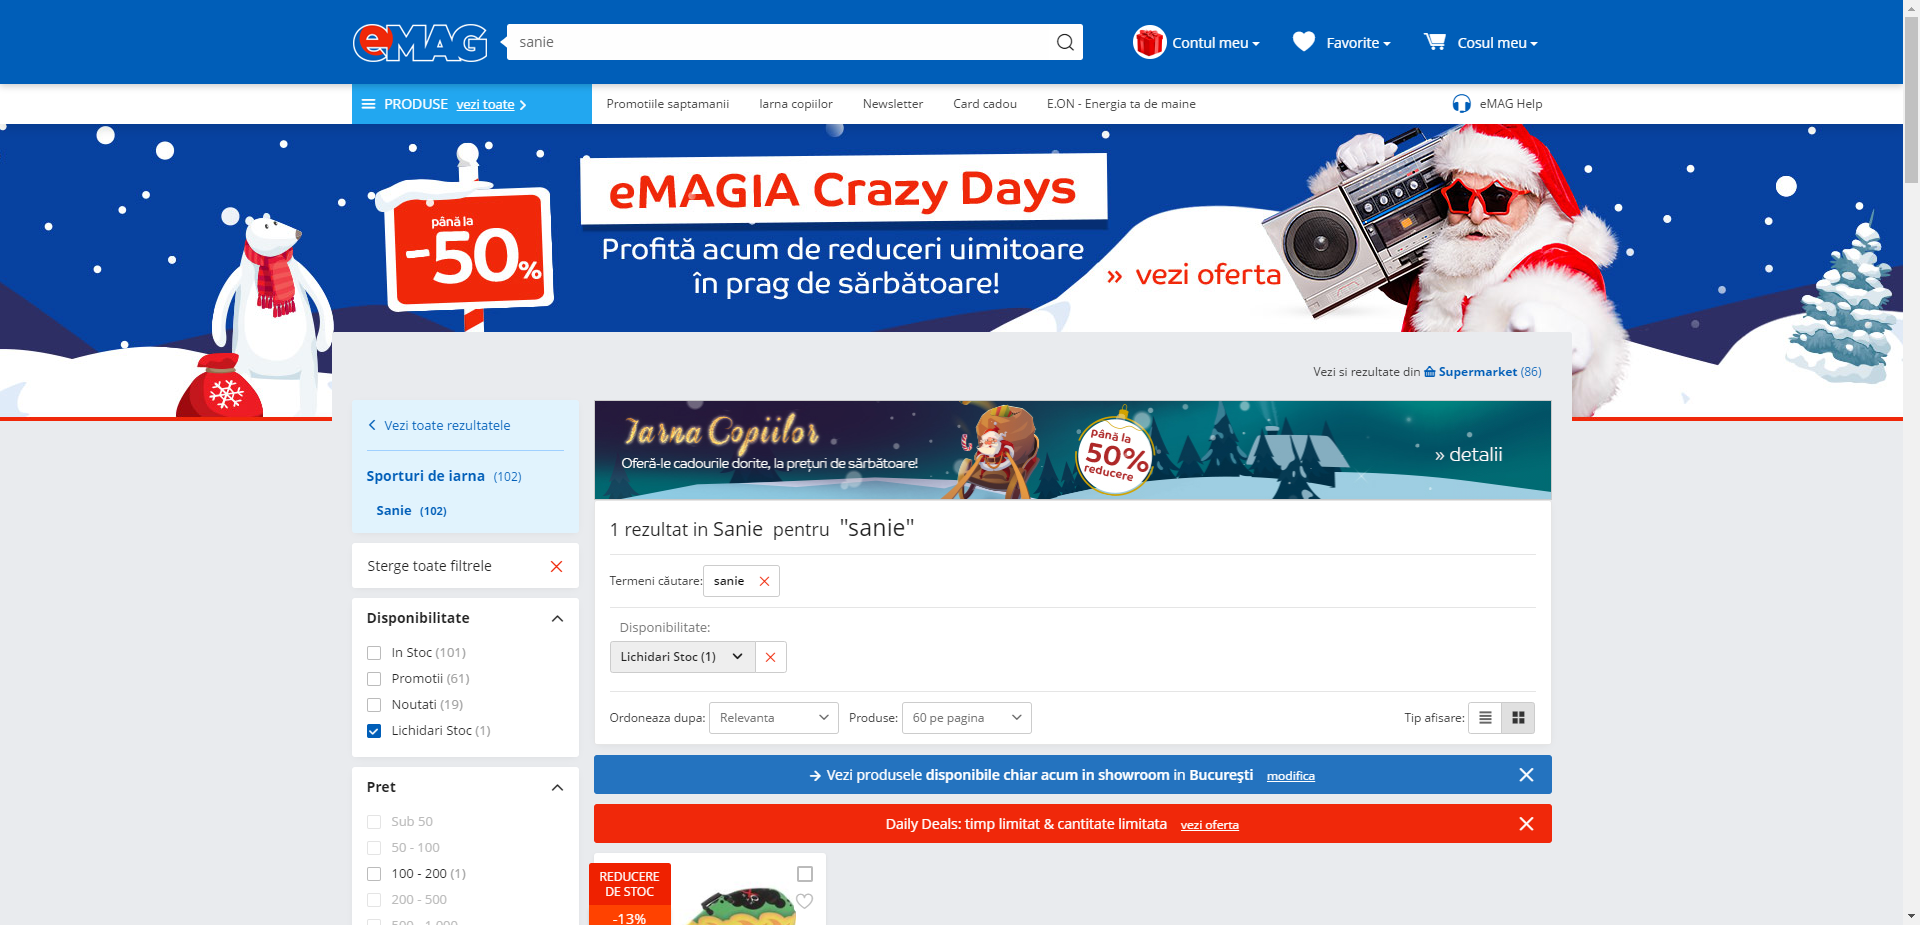 eMAG
sanie
Contul meu
Favorite
Cosul meu
PRODUSE vezi toate
Promotiile saptamanii
Iarna copiilor
Newsletter
Card cadou
E.ON - Energia ta de maine
eMAG Help
până la
-50%
eMAGIA Crazy Days
Profită acum de reduceri uimitoare
în prag de sărbătoare!
» vezi oferta
Vezi si rezultate din Supermarket (86)
Vezi toate rezultatele
Sporturi de iarna (102)
Sanie (102)
Sterge toate filtrele
Disponibilitate
In Stoc (101)
Promotii (61)
Noutati (19)
Lichidari Stoc (1)
Pret
Sub 50
50 - 100
100 - 200 (1)
200 - 500
500 - 1.000
Iarna Copiilor
Oferă-le cadourile dorite, la prețuri de sărbătoare!
până la
50%
reducere
» detalii
1 rezultat in Sanie pentru "sanie"
Termeni căutare: sanie
Disponibilitate:
Lichidari Stoc (1)
Ordoneaza dupa: Relevanta
Produse: 60 pe pagina
Tip afisare:
Vezi produsele disponibile chiar acum in showroom in Bucureşti modifica
Daily Deals: timp limitat & cantitate limitata vezi oferta
REDUCERE
DE STOC
-13%